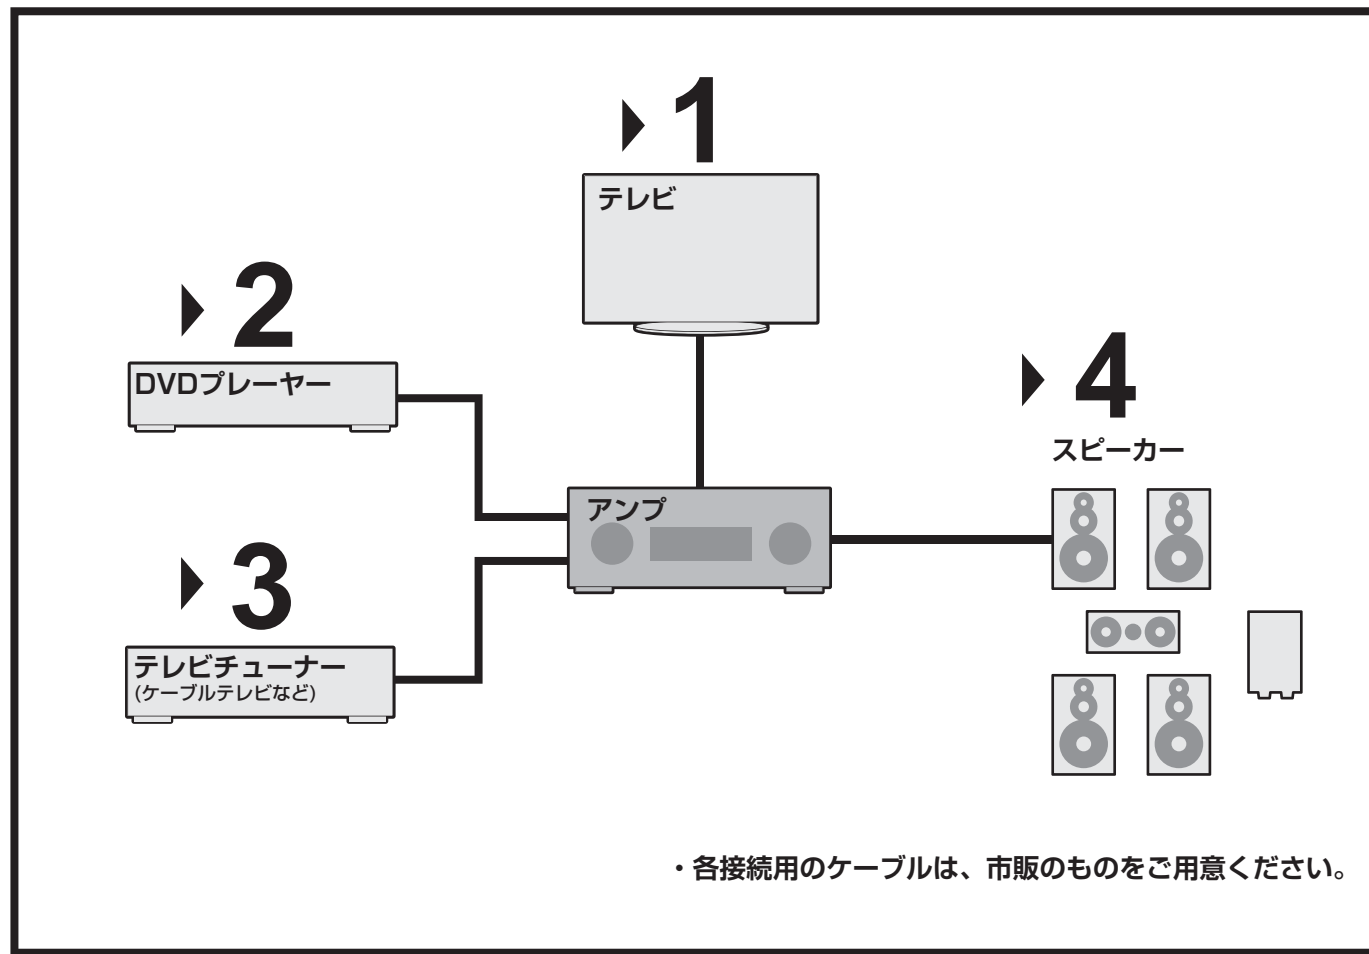 1
テレビ
2
DVDプレーヤー
4
スピーカー
アンプ
3
テレビチューナー
(ケーブルテレビなど)
・各接続用のケーブルは、市販のものをご用意ください。